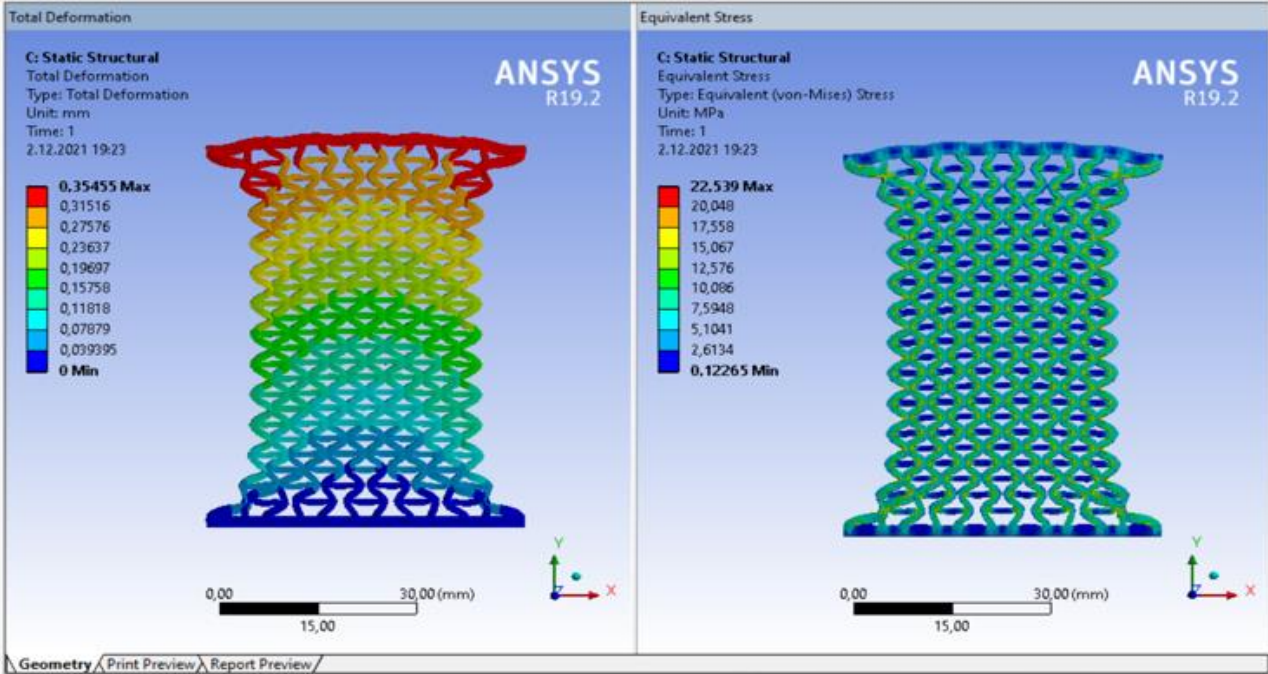 Total Deformation
C: Static Structural
Total Deformation
Type: Total Deformation
Unit: mm
Time: 1
2.12.2021 19:23
ANSYS
R19.2
0,35455 Max
0,31516
0,27576
0,23637
0,19697
0,15758
0,11818
0,07879
0,039395
0 Min
Y
X
Z
0,00 30,00 (mm)
15,00
Equivalent Stress
C: Static Structural
Equivalent Stress
Type: Equivalent (von-Mises) Stress
Unit: MPa
Time: 1
2.12.2021 19:23
ANSYS
R19.2
22,539 Max
20,048
17,558
15,067
12,576
10,086
7,5948
5,1041
2,6134
0,12265 Min
Y
X
Z
0,00 30,00 (mm)
15,00
Geometry Print Preview Report Preview